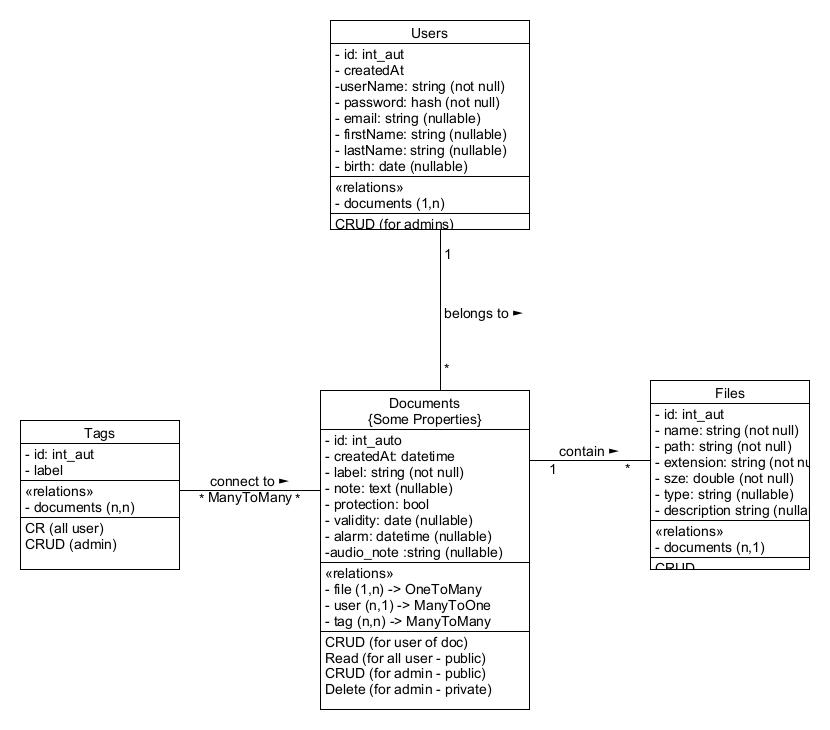 Users
- id: int_aut
- createdAt
-userName: string (not null)
- password: hash (not null)
- email: string (nullable)
- firstName: string (nullable)
- lastName: string (nullable)
- birth: date (nullable)
«relations»
- documents (1,n)
CRUD (for admins)
1
belongs to ►
*
Tags
- id: int_aut
- label
«relations»
- documents (n,n)
CR (all user)
CRUD (admin)
connect to ►
* ManyToMany *
Documents
{Some Properties}
- id: int_auto
- createdAt: datetime
- label: string (not null)
- note: text (nullable)
- protection: bool
- validity: date (nullable)
- alarm: datetime (nullable)
-audio_note :string (nullable)
«relations»
- file (1,n) -> OneToMany
- user (n,1) -> ManyToOne
- tag (n,n) -> ManyToMany
CRUD (for user of doc)
Read (for all user - public)
CRUD (for admin - public)
Delete (for admin - private)
contain ►
1 *
Files
- id: int_aut
- name: string (not null)
- path: string (not null)
- extension: string (not nu
- sze: double (not null)
- type: string (nullable)
- description string (nulla
«relations»
- documents (n,1)
CRUD